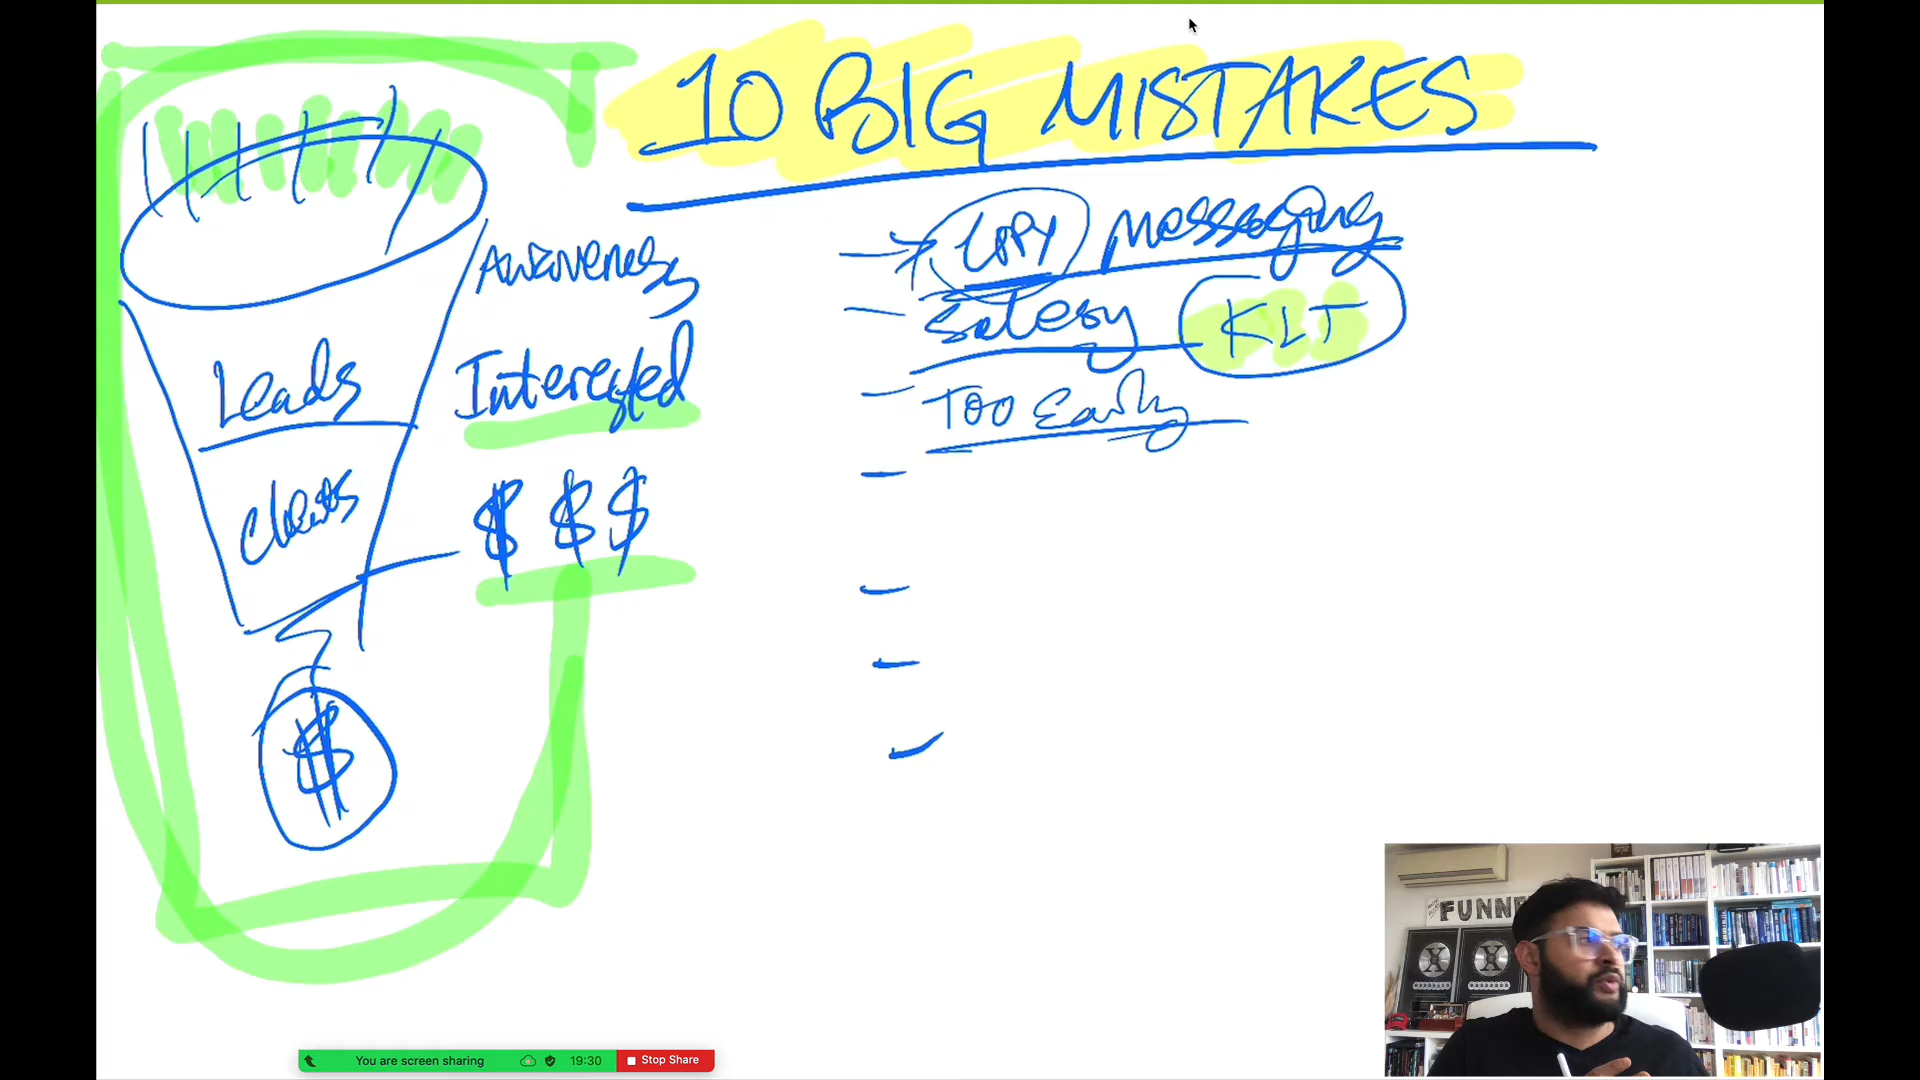 10 BIG MISTAKES
COPY Messaging
Salesy KLT
Too Early
Awareness
Leads
Interested
clients
$ $ $
$
FUNNE
X
X
You are screen sharing 19:30 Stop Share